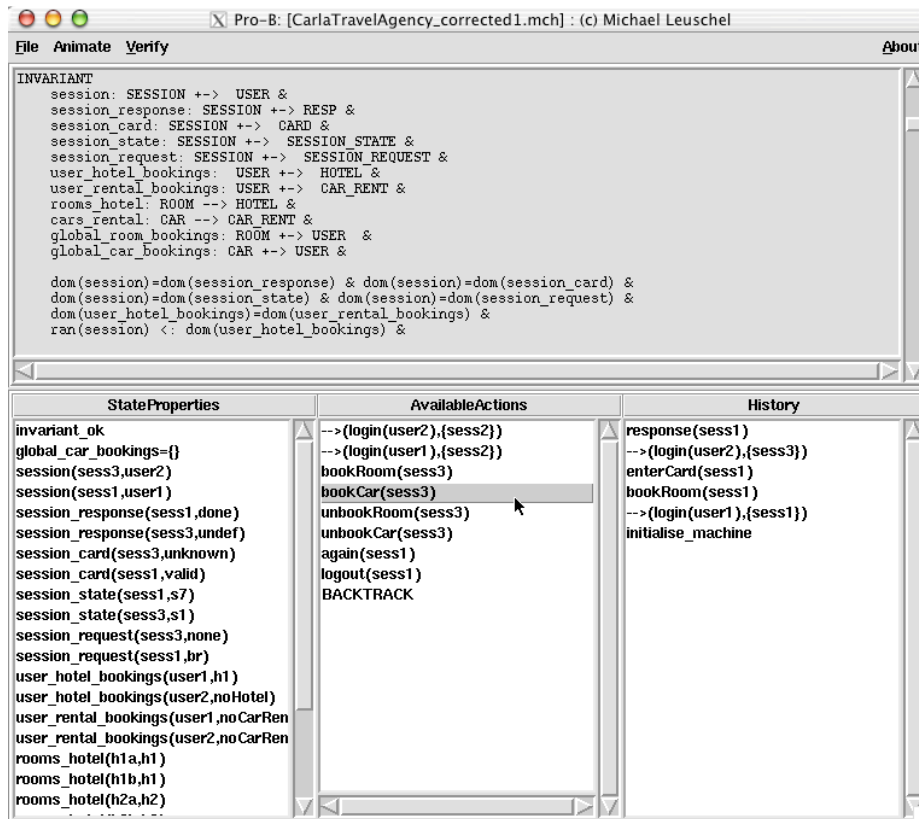 Pro-B: [CarlaTravelAgency_corrected1.mch] : (c) Michael Leuschel
File Animate Verify About
INVARIANT
session: SESSION +-> USER &
session_response: SESSION +-> RESP &
session_card: SESSION +-> CARD &
session_state: SESSION +-> SESSION_STATE &
session_request: SESSION +-> SESSION_REQUEST &
user_hotel_bookings: USER +-> HOTEL &
user_rental_bookings: USER +-> CAR_RENT &
rooms_hotel: ROOM --> HOTEL &
cars_rental: CAR --> CAR_RENT &
global_room_bookings: ROOM +-> USER &
global_car_bookings: CAR +-> USER &
dom(session)=dom(session_response) & dom(session)=dom(session_card) &
dom(session)=dom(session_state) & dom(session)=dom(session_request) &
dom(user_hotel_bookings)=dom(user_rental_bookings) &
ran(session) <: dom(user_hotel_bookings) &
StateProperties
invariant_ok
global_car_bookings={}
session(sess3,user2)
session(sess1,user1)
session_response(sess1,done)
session_response(sess3,undef)
session_card(sess3,unknown)
session_card(sess1,valid)
session_state(sess1,s7)
session_state(sess3,s1)
session_request(sess3,none)
session_request(sess1,br)
user_hotel_bookings(user1,h1)
user_hotel_bookings(user2,noHotel)
user_rental_bookings(user1,noCarRen
user_rental_bookings(user2,noCarRen
rooms_hotel(h1a,h1)
rooms_hotel(h1b,h1)
rooms_hotel(h2a,h2)
AvailableActions
-->(login(user2),{sess2})
-->(login(user1),{sess2})
bookRoom(sess3)
bookCar(sess3)
unbookRoom(sess3)
unbookCar(sess3)
again(sess1)
logout(sess1)
BACKTRACK
History
response(sess1)
-->(login(user2),{sess3})
enterCard(sess1)
bookRoom(sess1)
-->(login(user1),{sess1})
initialise_machine